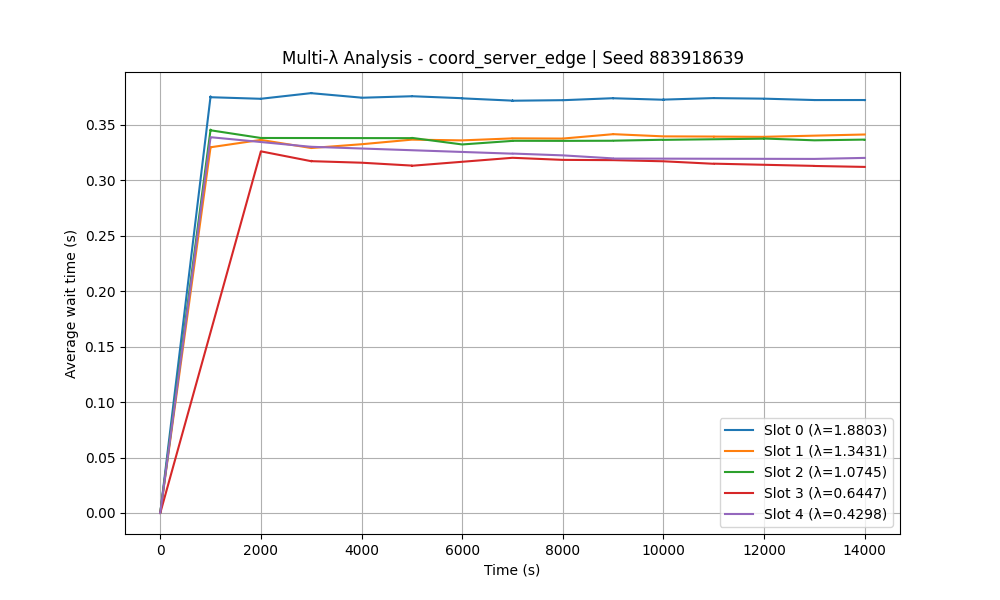 Multi-λ Analysis - coord_server_edge | Seed 883918639
Average wait time (s)
0.35
0.30
0.25
0.20
0.15
0.10
0.05
0.00
Slot 0 (λ=1.8803)
Slot 1 (λ=1.3431)
Slot 2 (λ=1.0745)
Slot 3 (λ=0.6447)
Slot 4 (λ=0.4298)
0 2000 4000 6000 8000 10000 12000 14000
Time (s)